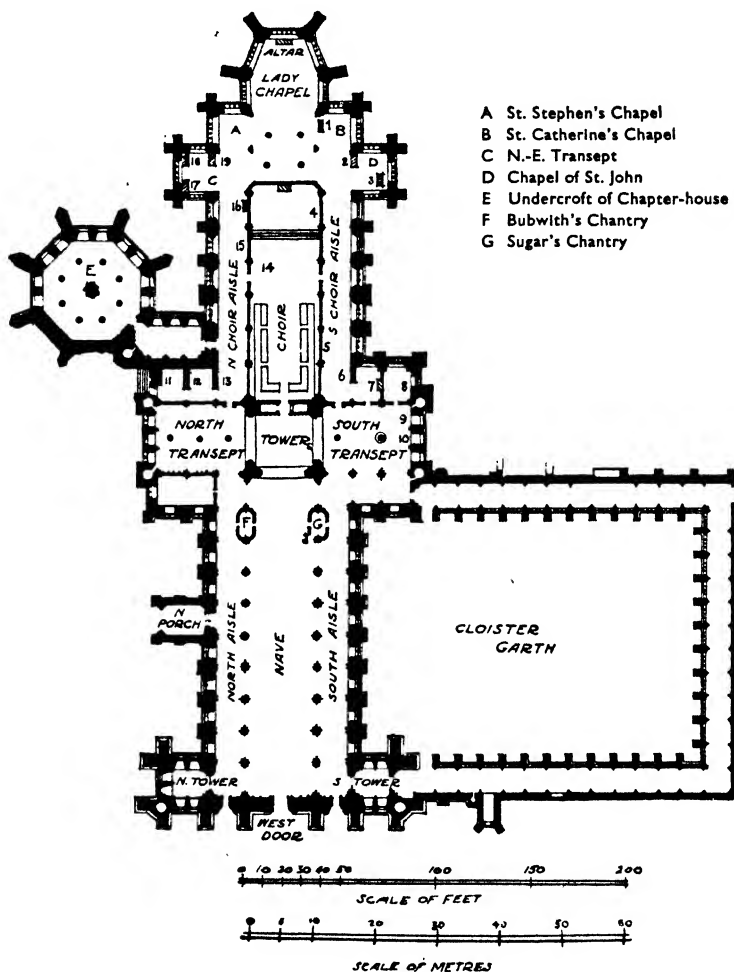 ALTAR
LADY
CHAPEL
A St. Stephen's Chapel
B St. Catherine's Chapel
C N.-E. Transept
D Chapel of St. John
E Undercroft of Chapter-house
F Bubwith's Chantry
G Sugar's Chantry
A
1
B
18
19
2
D
17
C
3
16
4
E
15
14
N CHOIR AISLE
S CHOIR AISLE
CHOIR
5
6
11
12
13
7
8
9
10
NORTH
TRANSEPT
TOWER
SOUTH
TRANSEPT
F
G
N
PORCH
NORTH AISLE
NAVE
SOUTH AISLE
CLOISTER
GARTH
N. TOWER
S TOWER
WEST
DOOR
0 10 20 30 40 50 100 150 200
SCALE OF FEET
0 5 10 20 30 40 50 60
SCALE OF METRES